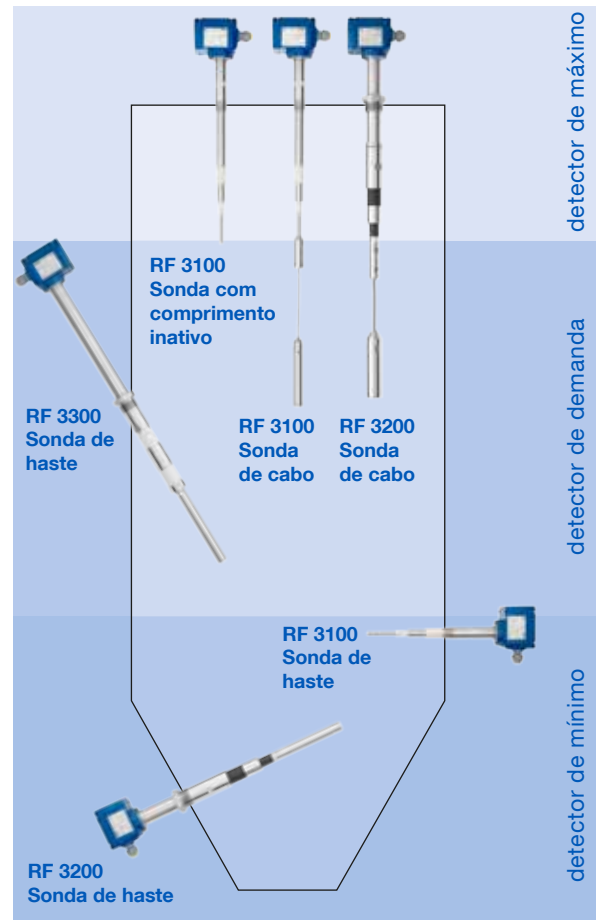 detector de máximo
RF 3100
Sonda com
comprimento
inativo
RF 3300
Sonda de
haste
RF 3100
Sonda
de cabo
RF 3200
Sonda
de cabo
detector de demanda
RF 3100
Sonda de
haste
detector de mínimo
RF 3200
Sonda de haste